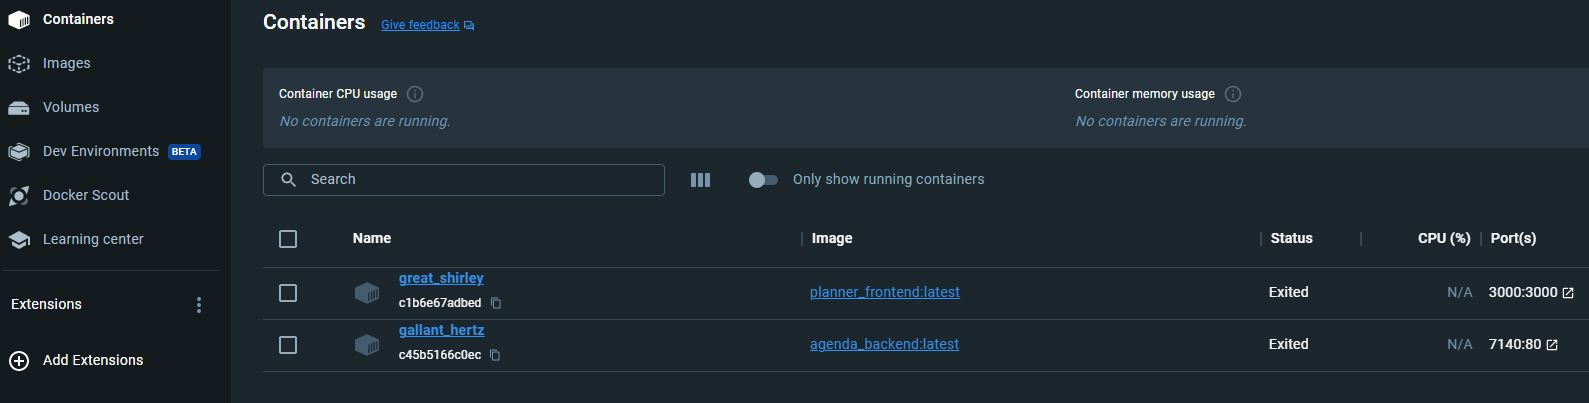 Containers
Images
Volumes
Dev Environments BETA
Docker Scout
Learning center
Extensions
Add Extensions
Containers Give feedback
Container CPU usage
No containers are running.
Container memory usage
No containers are running.
Search
Only show running containers
Name Image Status CPU (%) Port(s)
great_shirley
c1b6e67adbed
planner_frontend:latest Exited N/A 3000:3000
gallant_hertz
c45b5166c0ec
agenda_backend:latest Exited N/A 7140:80